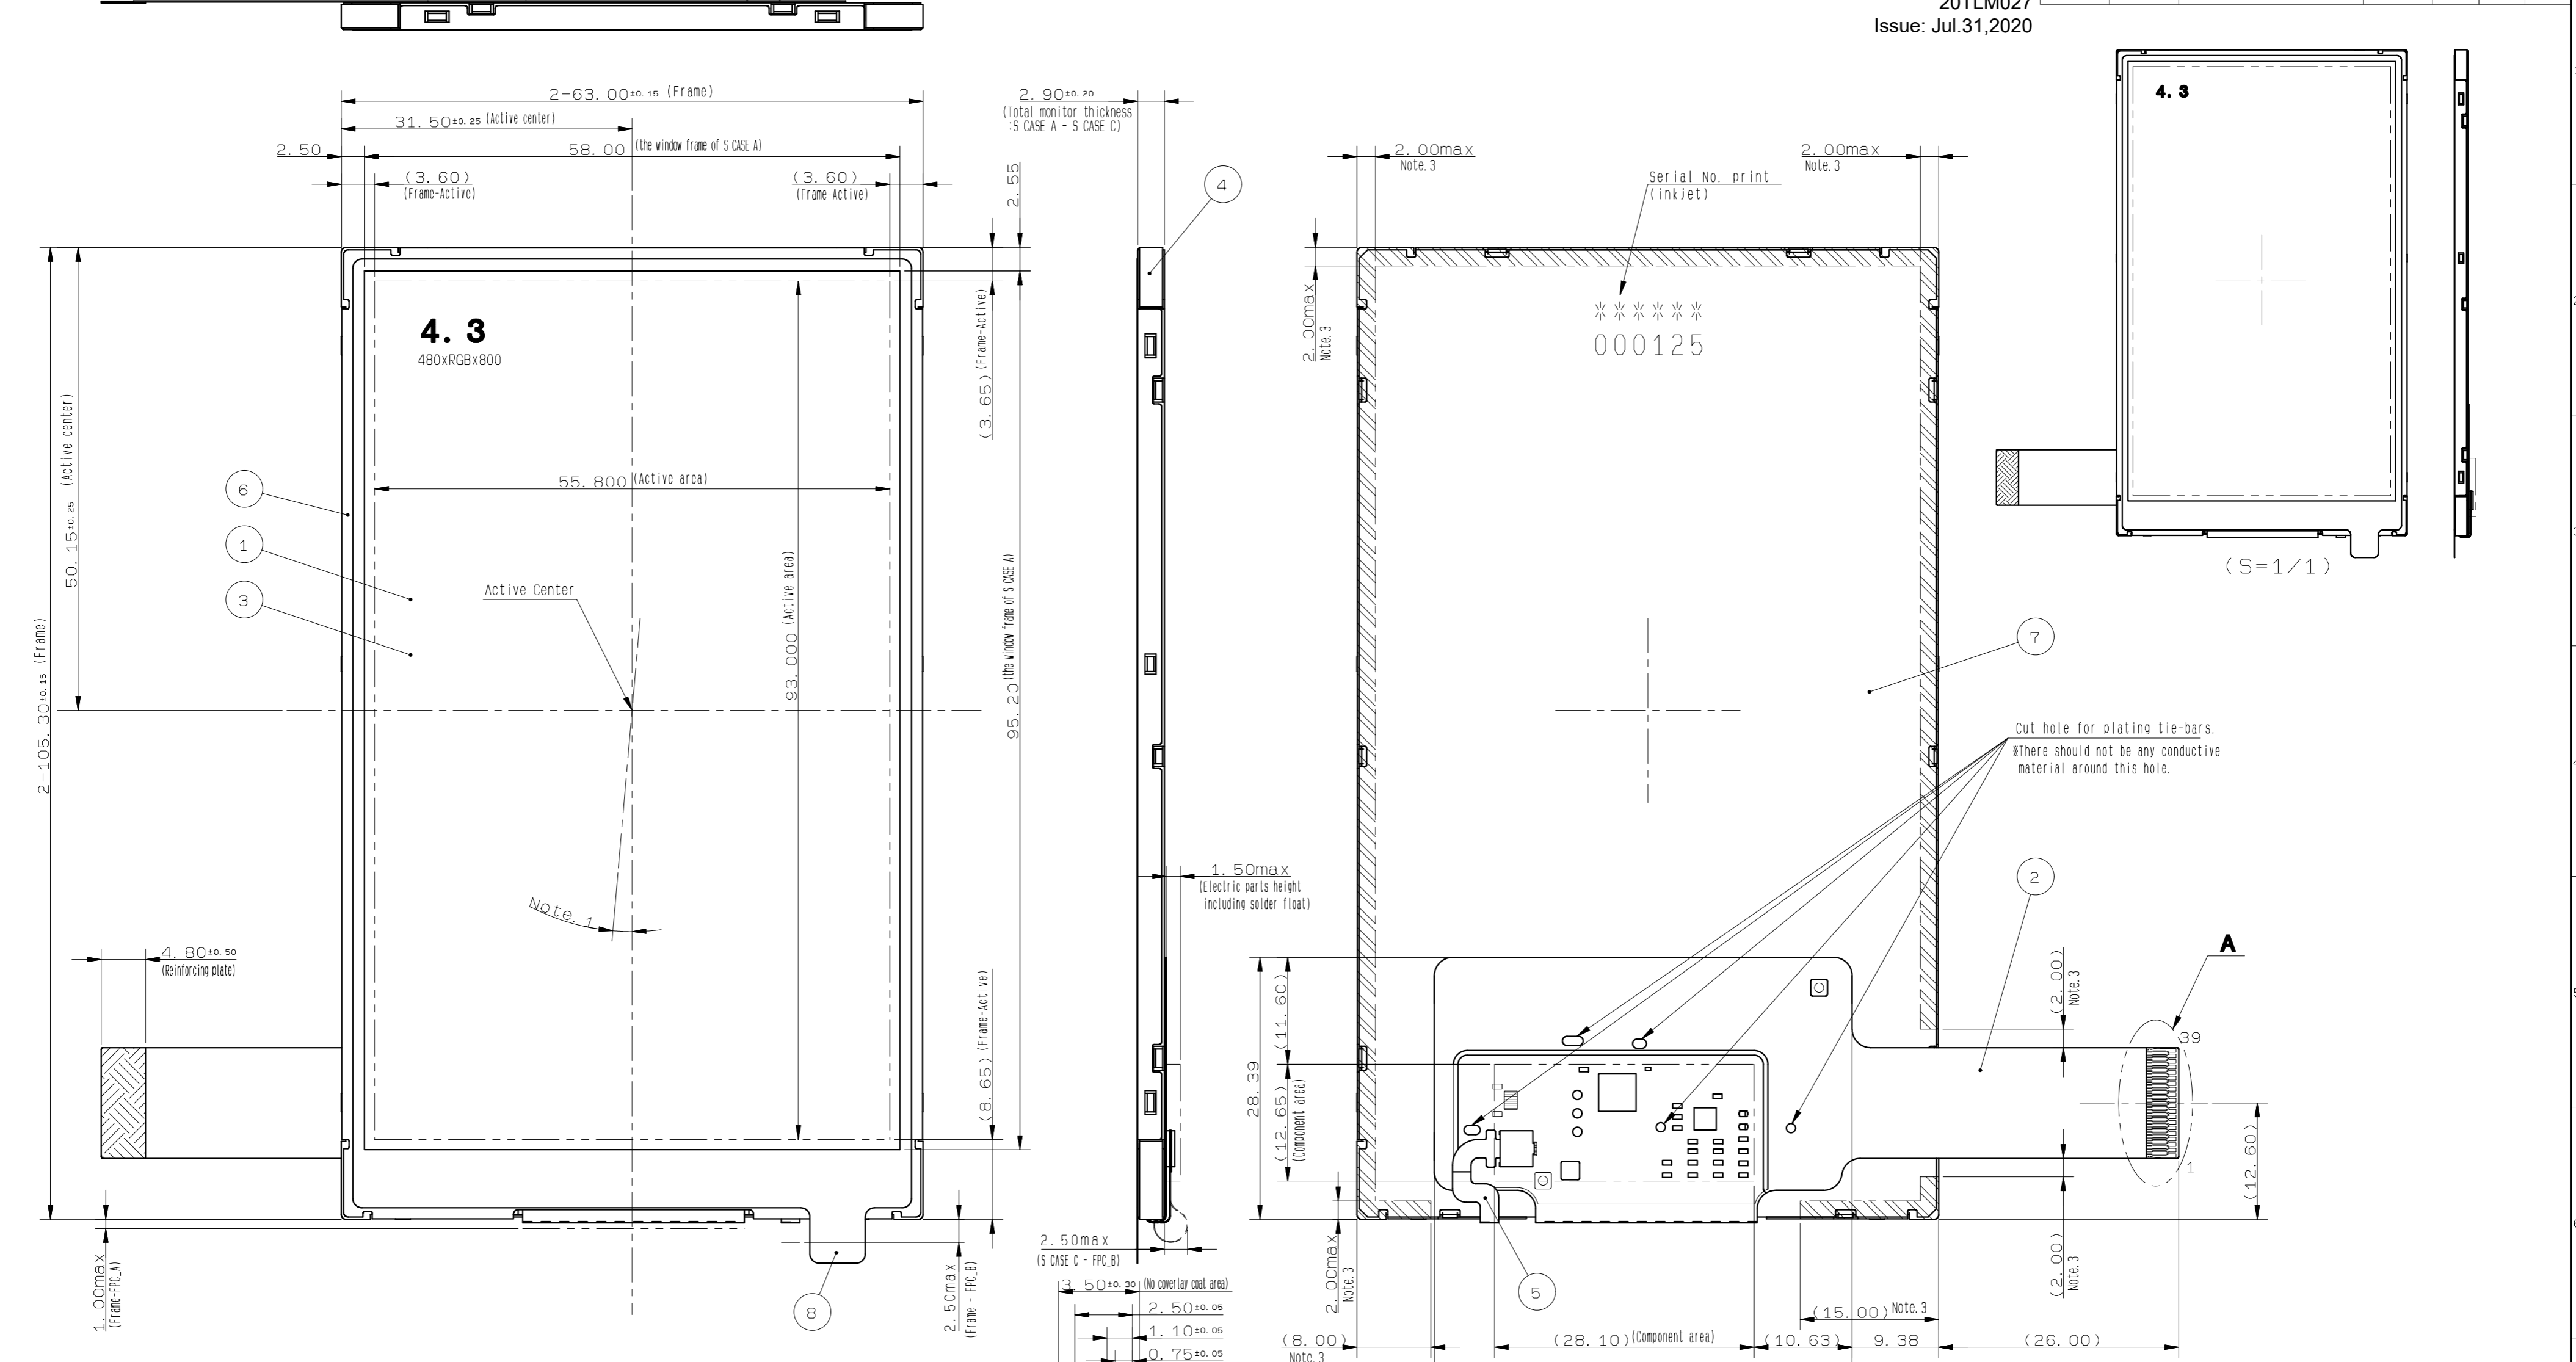 20TLM027
Issue: Jul.31,2020
2-63.00±0.15 (Frame)
31.50±0.25 (Active center)
2.50
58.00 (the window frame of S CASE A)
(3.60)
(Frame-Active)
(3.60)
(Frame-Active)
2.90±0.20
(Total monitor thickness
:S CASE A - S CASE C)
2.55
4
4.3
480xRGBx800
(3.65) (Frame-Active)
50.15±0.25 (Active center)
2-105.30±0.15 (Frame)
6
1
3
55.800 (Active area)
93.000 (Active area)
95.20 (the window frame of S CASE A)
Active Center
Note.1
4.80±0.50
(Reinforcing plate)
(8.65) (Frame-Active)
1.00max
(Frame-FPC_A)
8
2.50max
(Frame - FPC_B)
1.50max
(Electric parts height
including solder float)
2.50max
(S CASE C - FPC_B)
3.50±0.30 (No coverlay coat area)
2.50±0.05
1.10±0.05
0.75±0.05
2.00max
Note.3
2.00max
Note.3
Serial No. print
(inkjet)
2.00max
Note.3
✳✳✳✳✳✳
000125
7
Cut hole for plating tie-bars.
※There should not be any conductive
material around this hole.
2
A
39
1
(2.00)
Note.3
28.39
(11.60)
(12.65)
(Component area)
(12.60)
2.00max
Note.3
(2.00)
Note.3
5
(15.00) Note.3
(8.00)
Note.3
(28.10) (Component area)
(10.63)
9.38
(26.00)
4.3
(S=1/1)